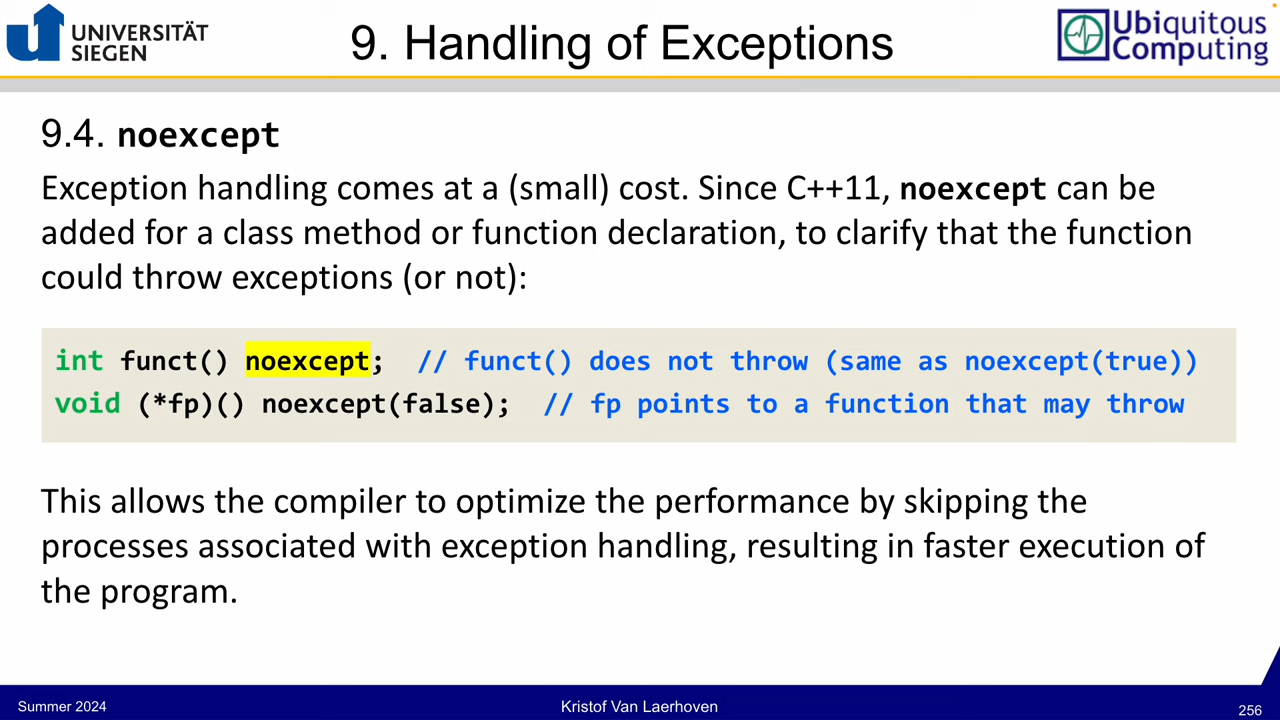 UNIVERSITÄT
SIEGEN
9. Handling of Exceptions
Ubiquitous
Computing
9.4. noexcept
Exception handling comes at a (small) cost. Since C++11, noexcept can be
added for a class method or function declaration, to clarify that the function
could throw exceptions (or not):
int funct() noexcept;  // funct() does not throw (same as noexcept(true))
void (*fp)() noexcept(false);  // fp points to a function that may throw
This allows the compiler to optimize the performance by skipping the
processes associated with exception handling, resulting in faster execution of
the program.
Summer 2024
Kristof Van Laerhoven
256